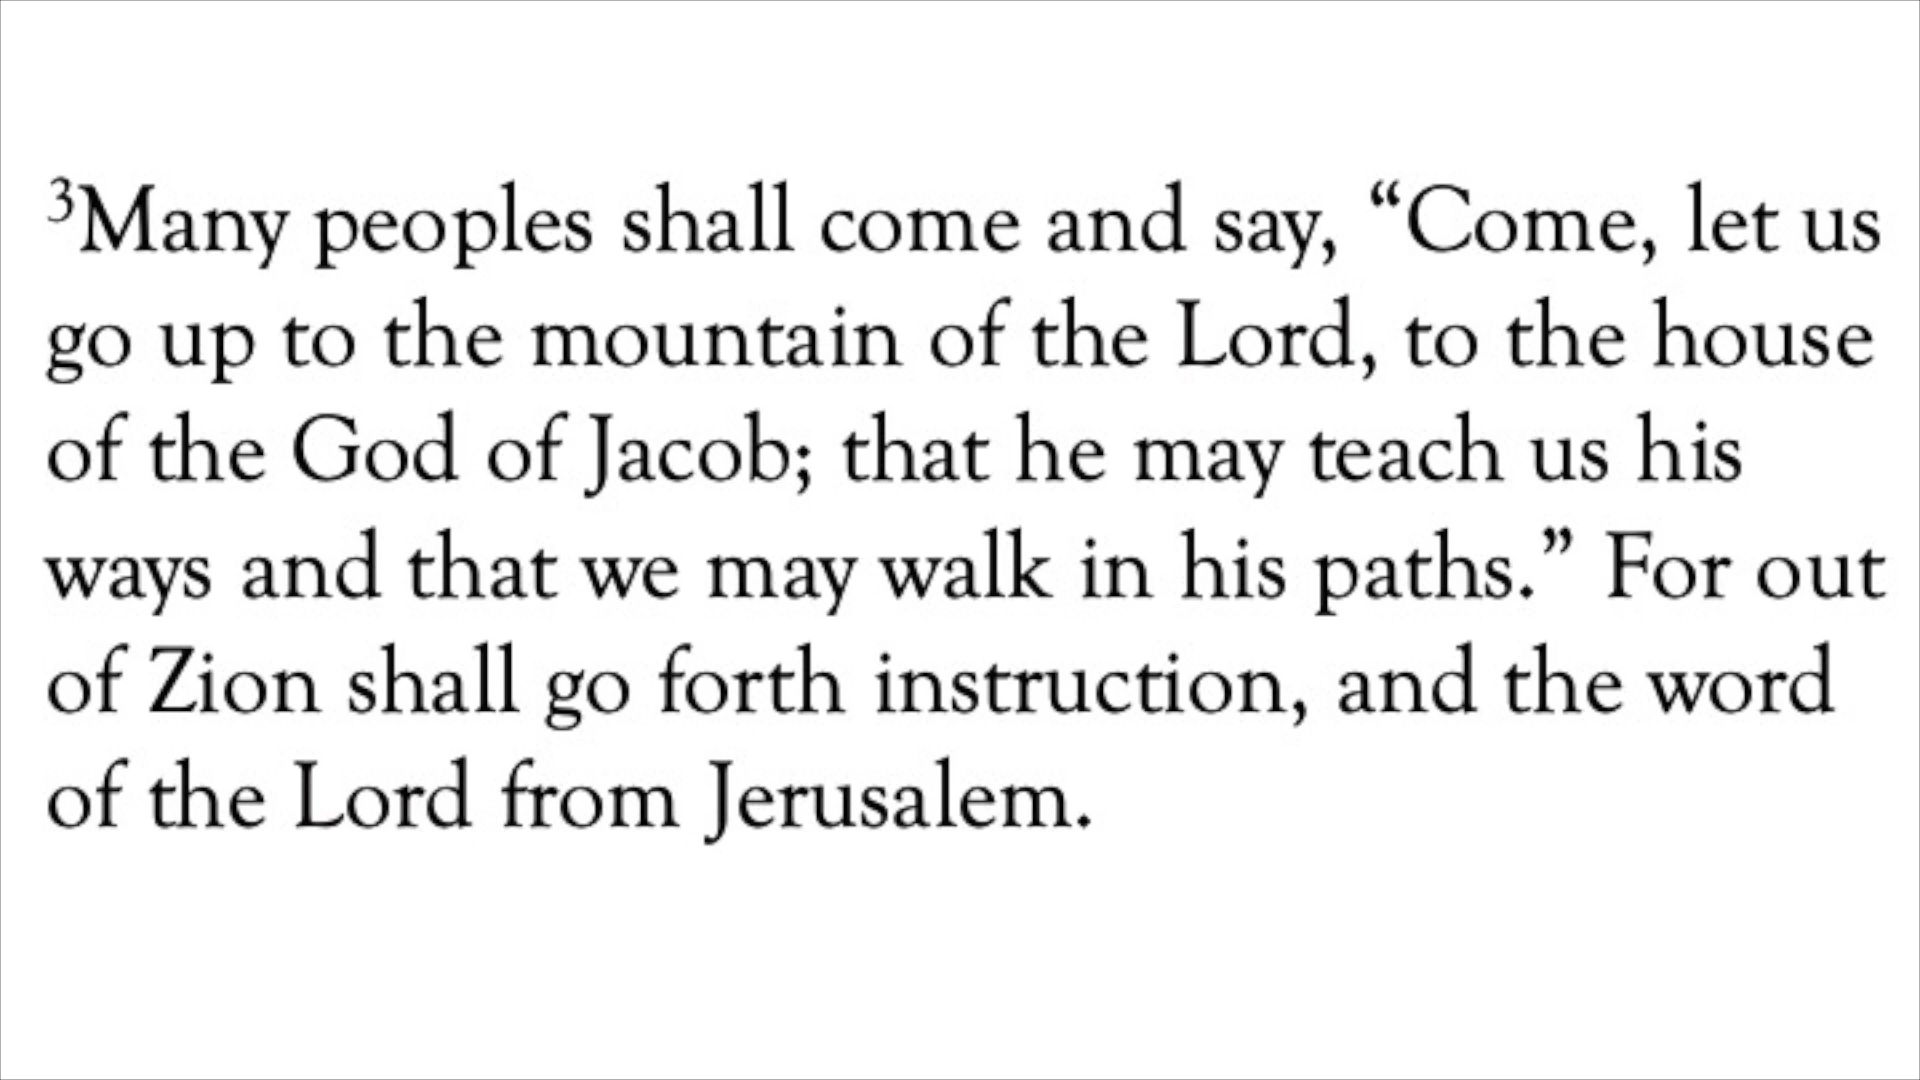 ³Many peoples shall come and say, “Come, let us
go up to the mountain of the Lord, to the house
of the God of Jacob; that he may teach us his
ways and that we may walk in his paths.” For out
of Zion shall go forth instruction, and the word
of the Lord from Jerusalem.